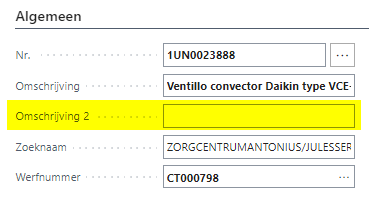 Algemeen
Nr. 1UN0023888 ...
Omschrijving Ventillo convector Daikin type VCE-
Omschrijving 2
Zoeknaam ZORGCENTRUMANTONIUS/JULESSER
Werfnummer CT000798 ...